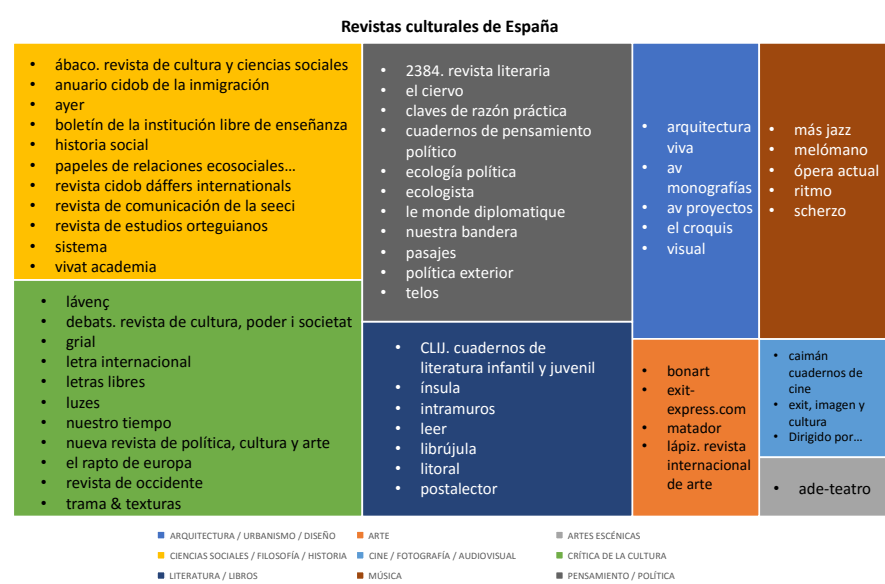 Revistas culturales de España
• ábaco. revista de cultura y ciencias sociales
• anuario cidob de la inmigración
• ayer
• boletín de la institución libre de enseñanza
• historia social
• papeles de relaciones ecosociales…
• revista cidob dáffers internationals
• revista de comunicación de la seeci
• revista de estudios orteguianos
• sistema
• vivat academia
• lávenç
• debats. revista de cultura, poder i societat
• grial
• letra internacional
• letras libres
• luzes
• nuestro tiempo
• nueva revista de política, cultura y arte
• el rapto de europa
• revista de occidente
• trama & texturas
• 2384. revista literaria
• el ciervo
• claves de razón práctica
• cuadernos de pensamiento
político
• ecología política
• ecologista
• le monde diplomatique
• nuestra bandera
• pasajes
• política exterior
• telos
• CLIJ. cuadernos de
literatura infantil y juvenil
• ínsula
• intramuros
• leer
• librújula
• litoral
• postalector
• arquitectura
viva
• av
monografías
• av proyectos
• el croquis
• visual
• más jazz
• melómano
• ópera actual
• ritmo
• scherzo
• bonart
• exit-
express.com
• matador
• lápiz. revista
internacional
de arte
• caimán
cuadernos de
cine
• exit, imagen y
cultura
• Dirigido por…
• ade-teatro
ARQUITECTURA / URBANISMO / DISEÑO
ARTE
ARTES ESCÉNICAS
CIENCIAS SOCIALES / FILOSOFÍA / HISTORIA
CINE / FOTOGRAFÍA / AUDIOVISUAL
CRÍTICA DE LA CULTURA
LITERATURA / LIBROS
MÚSICA
PENSAMIENTO / POLÍTICA